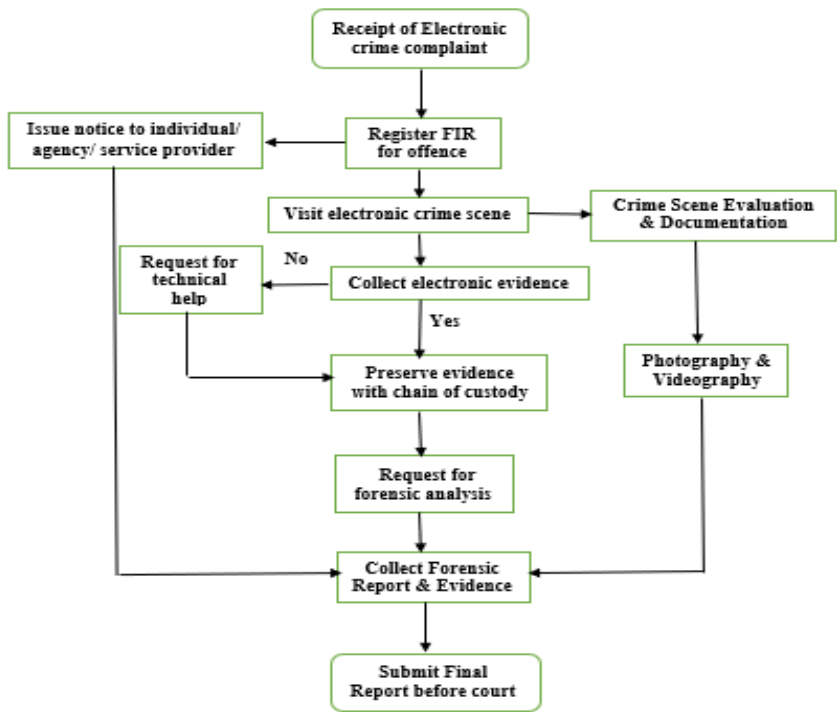 Receipt of Electronic
crime complaint
Issue notice to individual/
agency/ service provider
Register FIR
for offence
Visit electronic crime scene
Crime Scene Evaluation
& Documentation
Request for
technical
help
No
Collect electronic evidence
Yes
Preserve evidence
with chain of custody
Photography &
Videography
Request for
forensic analysis
Collect Forensic
Report & Evidence
Submit Final
Report before court